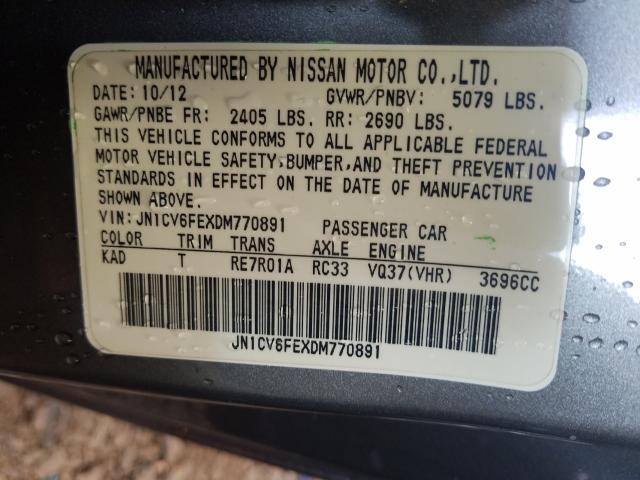 MANUFACTURED BY NISSAN MOTOR CO.,LTD.
DATE: 10/12 GVWR/PNBV: 5079 LBS.
GAWR/PNBE FR: 2405 LBS. RR: 2690 LBS.
THIS VEHICLE CONFORMS TO ALL APPLICABLE FEDERAL
MOTOR VEHICLE SAFETY,BUMPER,AND THEFT PREVENTION
STANDARDS IN EFFECT ON THE DATE OF MANUFACTURE
SHOWN ABOVE.
VIN:JN1CV6FEXDM770891 PASSENGER CAR
COLOR TRIM TRANS AXLE ENGINE
KAD T RE7R01A RC33 VQ37(VHR) 3696CC
JN1CV6FEXDM770891